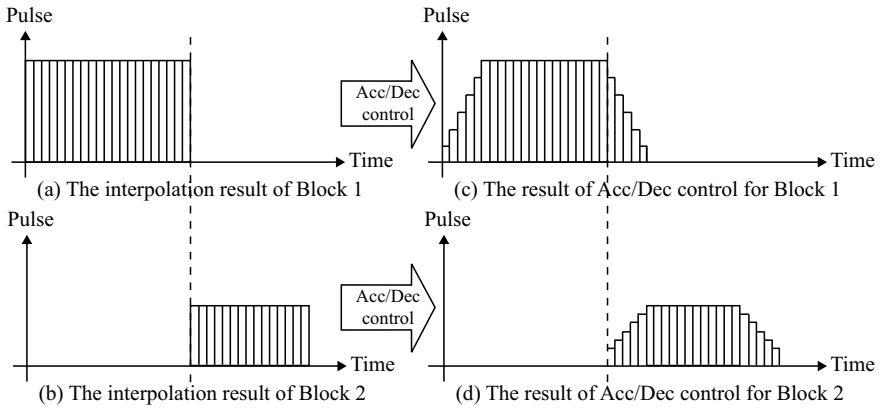 Pulse
Time
(a) The interpolation result of Block 1
Acc/Dec
control
Pulse
Time
(c) The result of Acc/Dec control for Block 1
Pulse
Time
(b) The interpolation result of Block 2
Acc/Dec
control
Pulse
Time
(d) The result of Acc/Dec control for Block 2